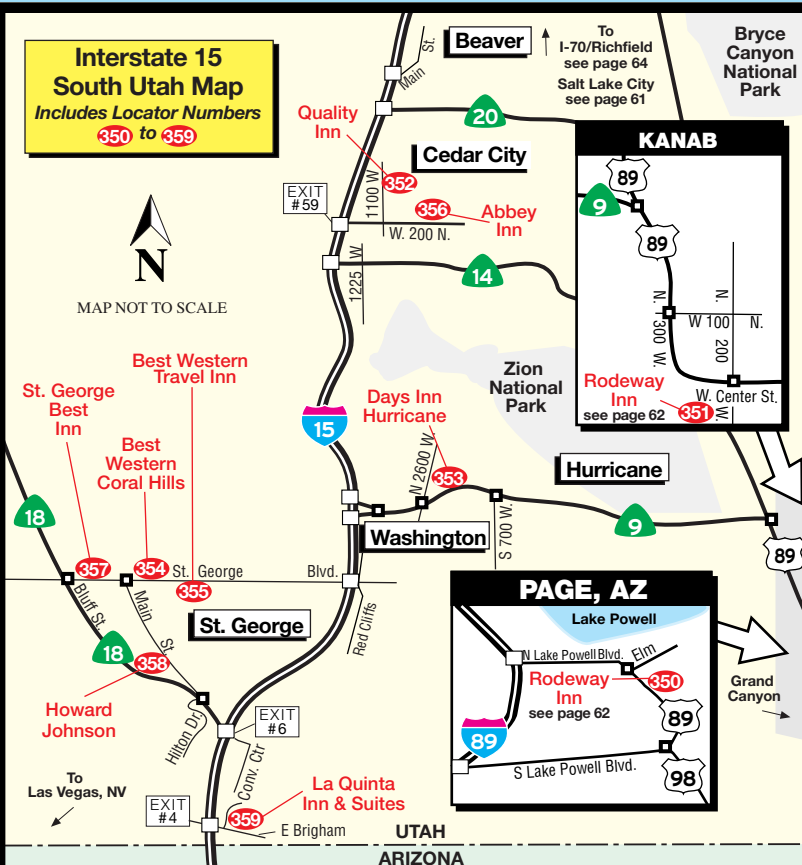 Interstate 15
South Utah Map
Includes Locator Numbers
350 to 359
Beaver
Main St.
To
I-70/Richfield
see page 64
Salt Lake City
see page 61
Bryce
Canyon
National
Park
20
Quality
Inn
352
Cedar City
1100 W
356
Abbey
Inn
EXIT
#59
W. 200 N.
1225 W
14
N
MAP NOT TO SCALE
KANAB
89
9
89
N. 300 W.
W 100 N.
N. 200 W.
W. Center St.
Rodeway
Inn
see page 62
351
Zion
National
Park
15
Best Western
Travel Inn
St. George
Best
Inn
Best
Western
Coral Hills
Days Inn
Hurricane
N 2600 W.
353
Hurricane
S 700 W.
9
89
Washington
18
357
354
355
St. George Blvd.
Bluff St.
Main St.
St. George
Red Cliffs
18
358
Howard
Johnson
Hilton Dr.
EXIT
#6
Conv. Ctr
To
Las Vegas, NV
EXIT
#4
359
La Quinta
Inn & Suites
E Brigham
UTAH
ARIZONA
PAGE, AZ
Lake Powell
N Lake Powell Blvd.
Elm
Rodeway
Inn
see page 62
350
89
89
98
S Lake Powell Blvd.
Grand
Canyon